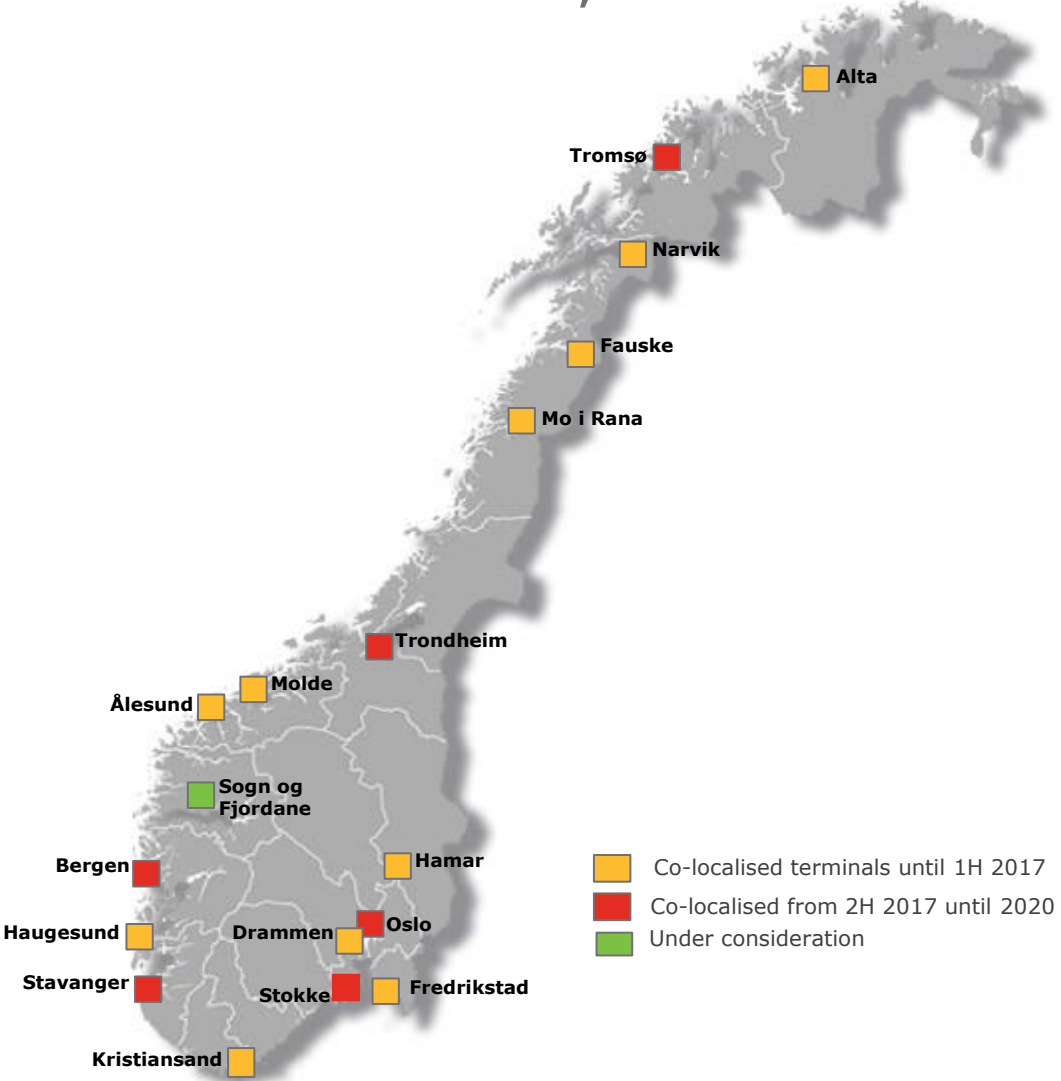 Alta
Tromsø
Narvik
Fauske
Mo i Rana
Trondheim
Molde
Ålesund
Sogn og
Fjordane
Hamar
Bergen
Co-localised terminals until 1H 2017
Co-localised from 2H 2017 until 2020
Under consideration
Oslo
Drammen
Haugesund
Stavanger
Stokke
Fredrikstad
Kristiansand